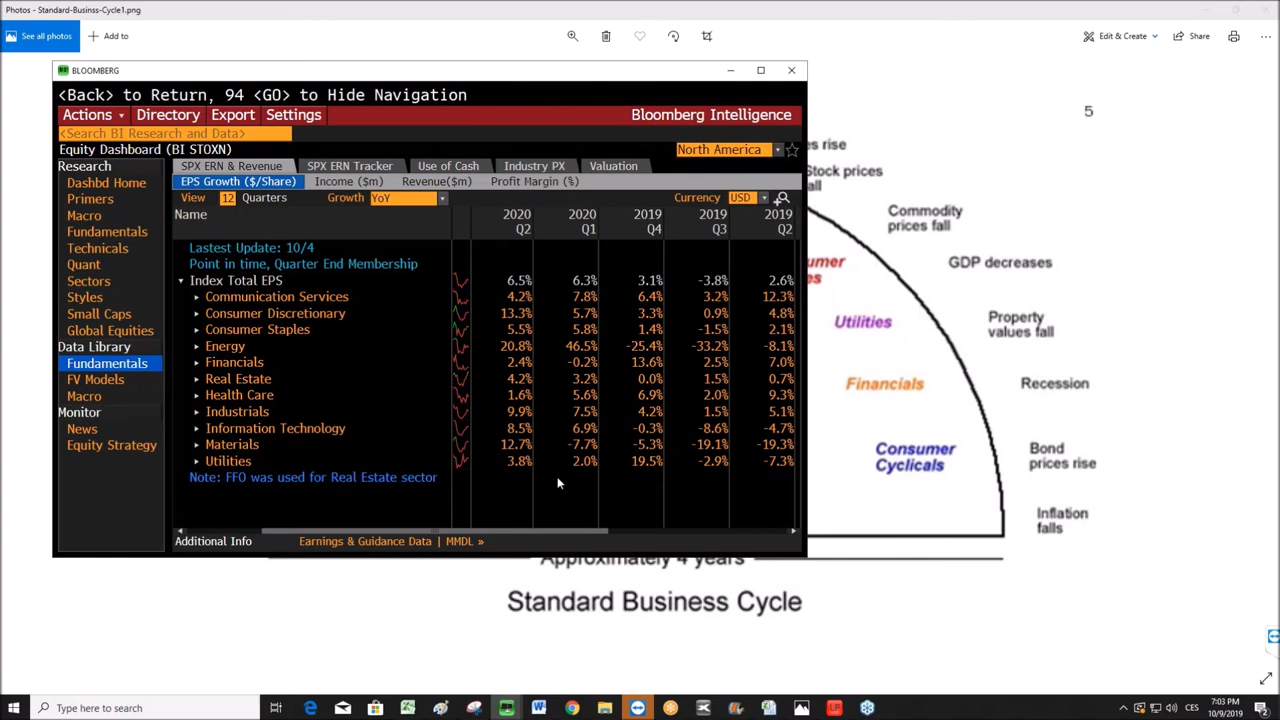 Photos - Standard-Businss-Cycle1.png
See all photos
Add to
Edit & Create
Share
BLOOMBERG
<Back> to Return, 94 <GO> to Hide Navigation
Actions Directory Export Settings Bloomberg Intelligence
<Search BI Research and Data>
Equity Dashboard (BI STOXN) North America
Research
Dashbd Home
Primers
Macro
Fundamentals
Technicals
Quant
Sectors
Styles
Small Caps
Global Equities
Data Library
Fundamentals
FV Models
Macro
Monitor
News
Equity Strategy
SPX ERN & Revenue SPX ERN Tracker Use of Cash Industry PX Valuation
EPS Growth ($/Share) Income ($m) Revenue($m) Profit Margin (%)
View 12 Quarters Growth YoY Currency USD
Name 2020 2020 2019 2019 2019
Q2 Q1 Q4 Q3 Q2
Lastest Update: 10/4
Point in time, Quarter End Membership
Index Total EPS 6.5% 6.3% 3.1% -3.8% 2.6%
Communication Services 4.2% 7.8% 6.4% 3.2% 12.3%
Consumer Discretionary 13.3% 5.7% 3.3% 0.9% 4.8%
Consumer Staples 5.5% 5.8% 1.4% -1.5% 2.1%
Energy 20.8% 46.5% -25.4% -33.2% -8.1%
Financials 2.4% -0.2% 13.6% 2.5% 7.0%
Real Estate 4.2% 3.2% 0.0% 1.5% 0.7%
Health Care 1.6% 5.6% 6.9% 2.0% 9.3%
Industrials 9.9% 7.5% 4.2% 1.5% 5.1%
Information Technology 8.5% 6.9% -0.3% -8.6% -4.7%
Materials 12.7% -7.7% -5.3% -19.1% -19.3%
Utilities 3.8% 2.0% 19.5% -2.9% -7.3%
Note: FFO was used for Real Estate sector
Additional Info Earnings & Guidance Data | MMDL »
5
rise
Stock prices
fall
Commodity
prices fall
GDP decreases
Utilities
Property
values fall
Financials
Recession
Consumer
Cyclicals
Bond
prices rise
Inflation
falls
Approximately 4 years
Standard Business Cycle
Type here to search
CES
7:03 PM
10/9/2019